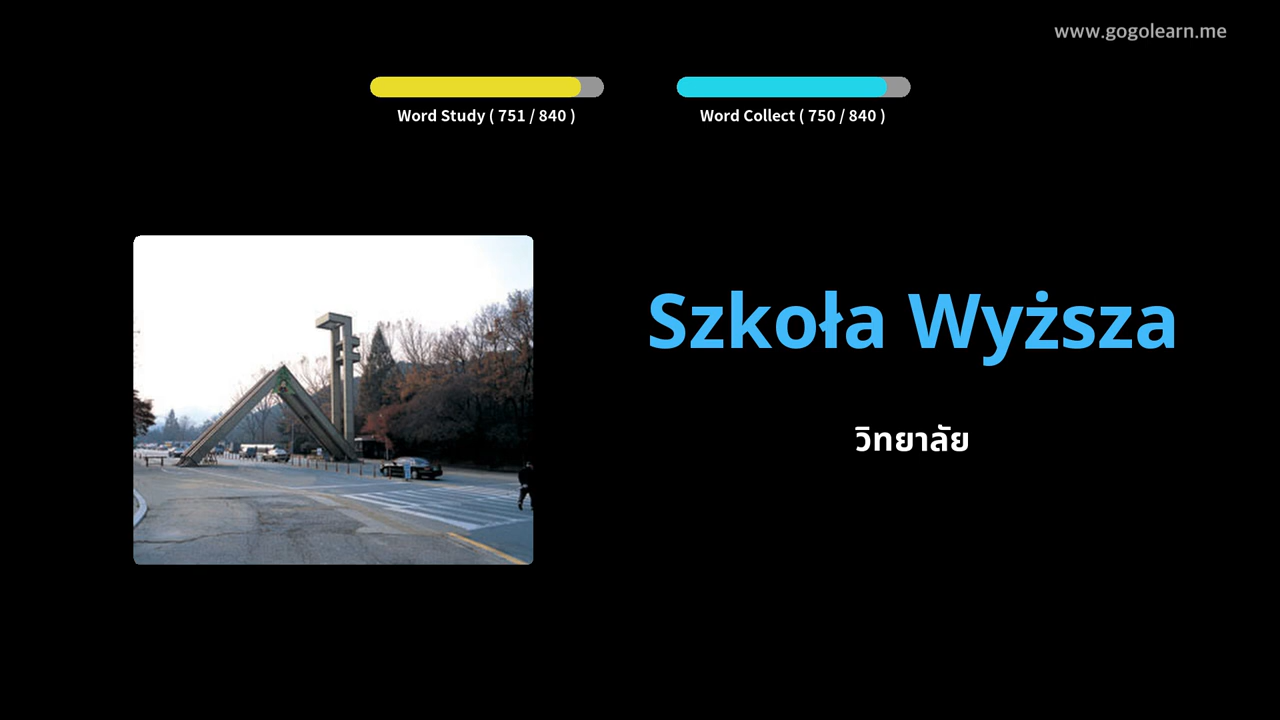 www.gogolearn.me
Word Study ( 751 / 840 )
Word Collect ( 750 / 840 )
Szkoła Wyższa
วิทยาลัย